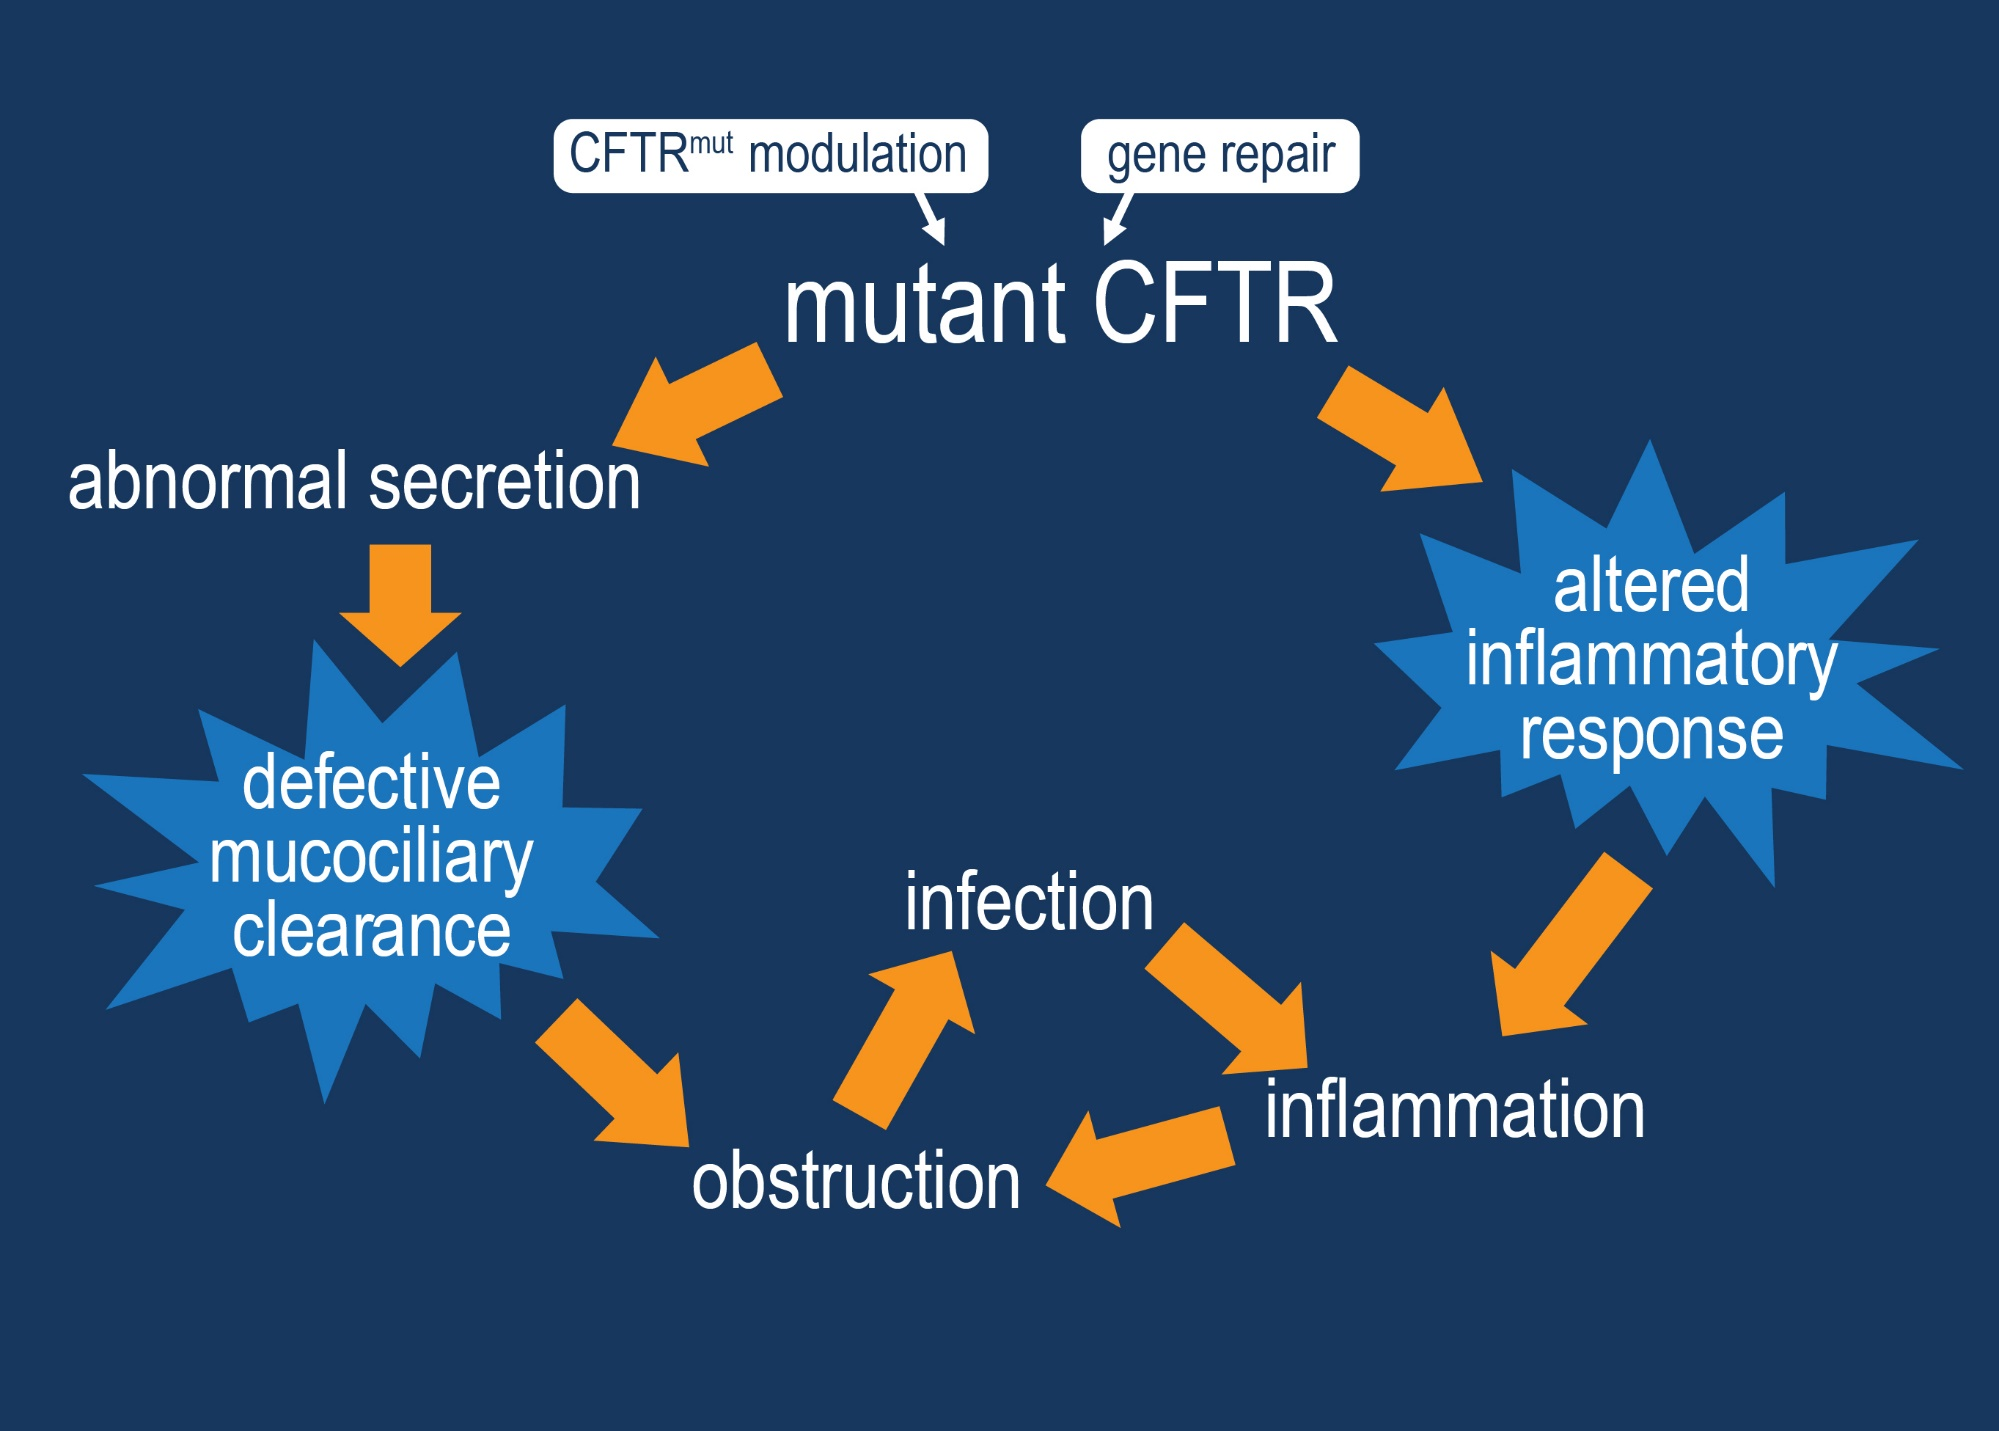 CFTRmut modulation
gene repair
mutant CFTR
abnormal secretion
altered
inflammatory
response
defective
mucociliary
clearance
infection
inflammation
obstruction